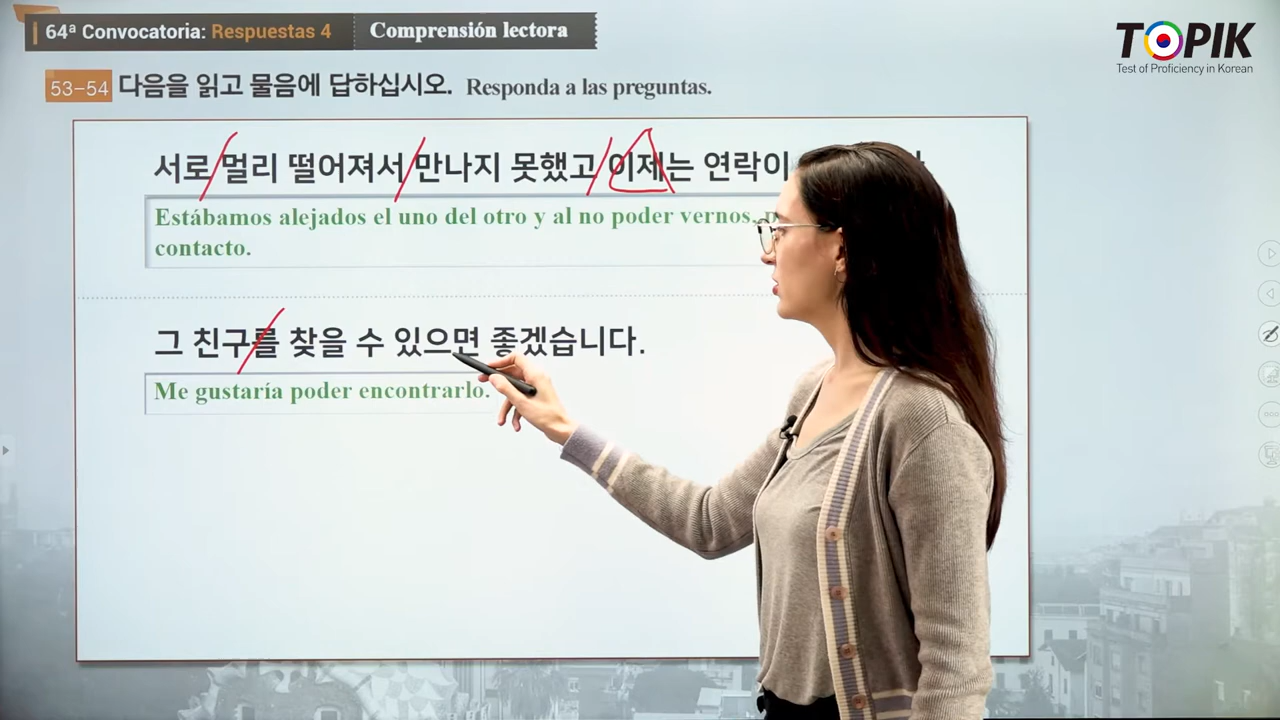 64ª Convocatoria: Respuestas 4 Comprensión lectora
TOPIK
Test of Proficiency in Korean
53-54 다음을 읽고 물음에 답하십시오. Responda a las preguntas.
서로 멀리 떨어져서 만나지 못했고 이제는 연락이
Estábamos alejados el uno del otro y al no poder vernos,
contacto.
그 친구를 찾을 수 있으면 좋겠습니다.
Me gustaría poder encontrarlo.